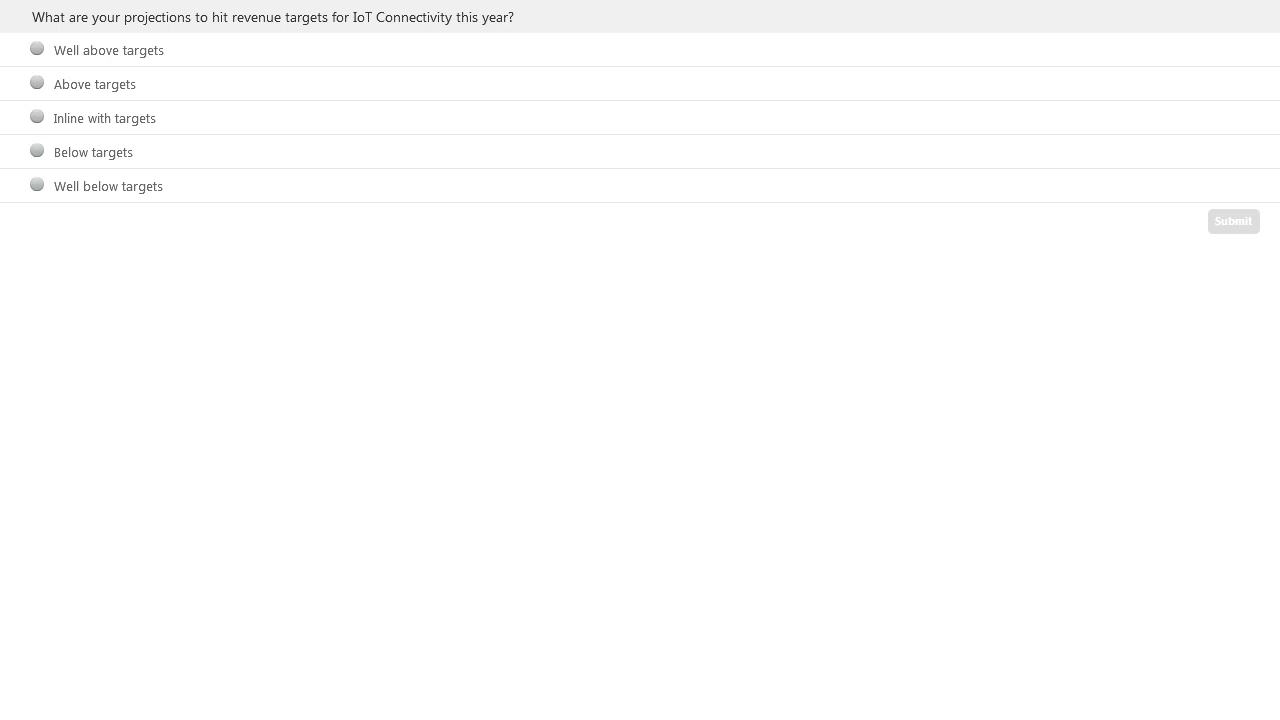 What are your projections to hit revenue targets for IoT Connectivity this year?
Well above targets
Above targets
Inline with targets
Below targets
Well below targets
Submit